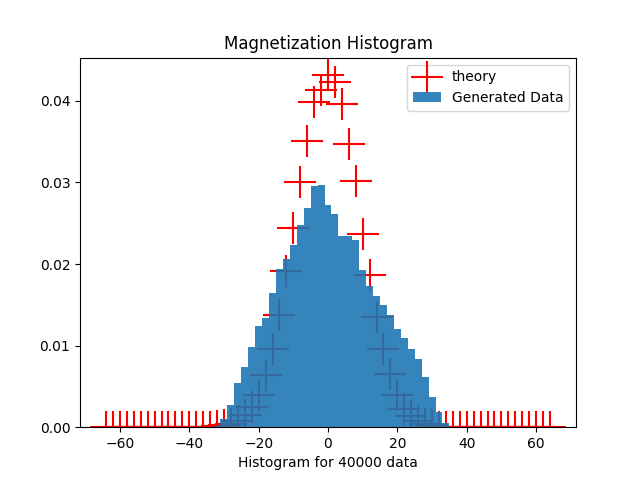 Magnetization Histogram
theory
Generated Data
0.04
0.03
0.02
0.01
0.00
−60 −40 −20 0 20 40 60
Histogram for 40000 data